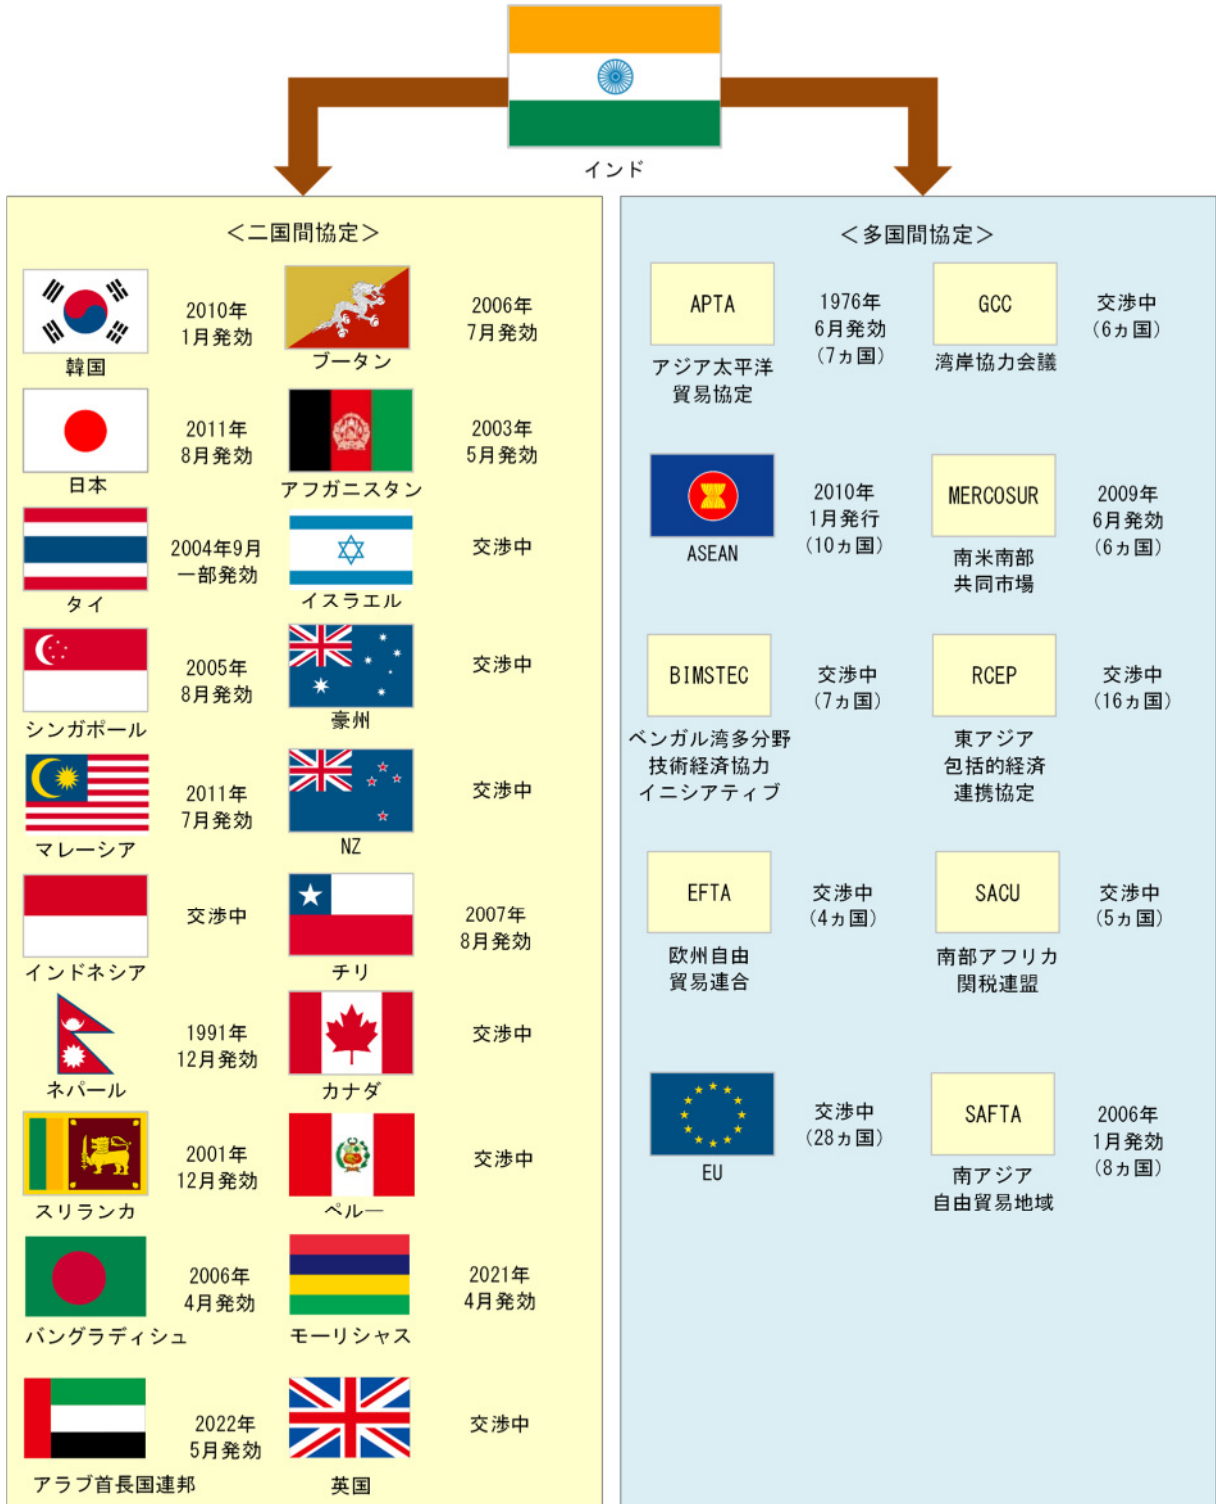 インド
＜二国間協定＞
韓国
2010年
1月発効
ブータン
2006年
7月発効
日本
2011年
8月発効
アフガニスタン
2003年
5月発効
タイ
2004年9月
一部発効
イスラエル
交渉中
シンガポール
2005年
8月発効
豪州
交渉中
マレーシア
2011年
7月発効
NZ
交渉中
インドネシア
交渉中
チリ
2007年
8月発効
ネパール
1991年
12月発効
カナダ
交渉中
スリランカ
2001年
12月発効
ペルー
交渉中
バングラディシュ
2006年
4月発効
モーリシャス
2021年
4月発効
アラブ首長国連邦
2022年
5月発効
英国
交渉中
＜多国間協定＞
APTA
アジア太平洋
貿易協定
1976年
6月発効
(7ヵ国)
GCC
湾岸協力会議
交渉中
(6ヵ国)
ASEAN
2010年
1月発行
(10ヵ国)
MERCOSUR
南米南部
共同市場
2009年
6月発効
(6ヵ国)
BIMSTEC
ベンガル湾多分野
技術経済協力
イニシアティブ
交渉中
(7ヵ国)
RCEP
東アジア
包括的経済
連携協定
交渉中
(16ヵ国)
EFTA
欧州自由
貿易連合
交渉中
(4ヵ国)
SACU
南部アフリカ
関税連盟
交渉中
(5ヵ国)
EU
交渉中
(28ヵ国)
SAFTA
南アジア
自由貿易地域
2006年
1月発効
(8ヵ国)